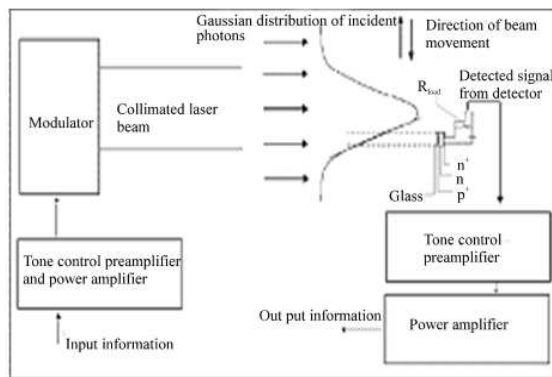 Gaussian distribution of incident
photons
Direction of beam
movement
Detected signal
from detector
R_load
Modulator
Collimated laser
beam
n+
n
p+
Glass
Tone control preamplifier
and power amplifier
Input information
Tone control
preamplifier
Out put information
Power amplifier